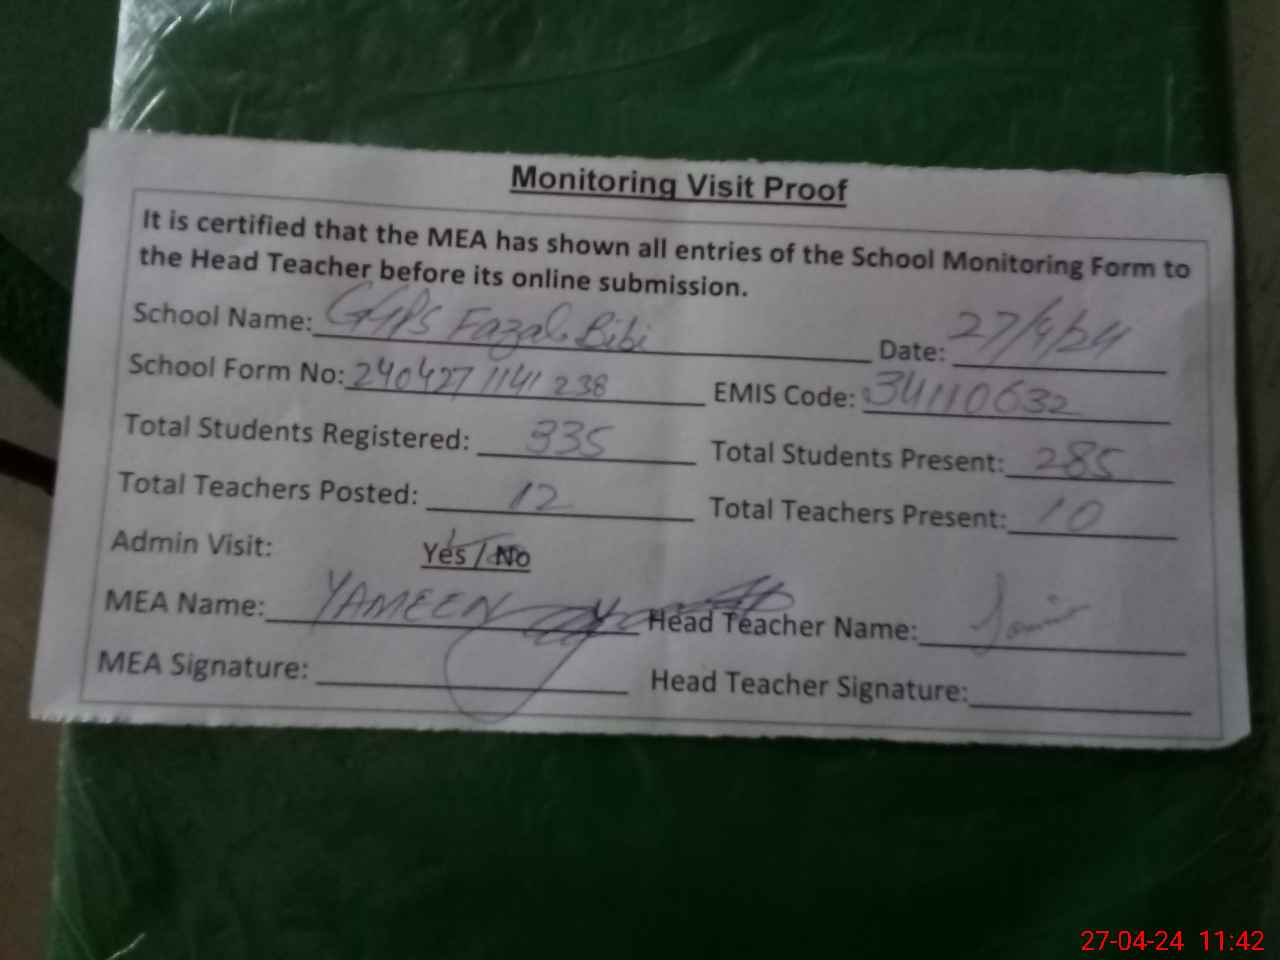 Monitoring Visit Proof
It is certified that the MEA has shown all entries of the School Monitoring Form to
the Head Teacher before its online submission.
School Name: Fazal Bibi Date: 27/4/24
School Form No: 2404271141238 EMIS Code: 34110632
Total Students Registered: 335 Total Students Present: 285
Total Teachers Posted: 12 Total Teachers Present: 10
Admin Visit: Yes / No
MEA Name: YAMEEN Head Teacher Name:
MEA Signature: Head Teacher Signature:
27-04-24 11:42